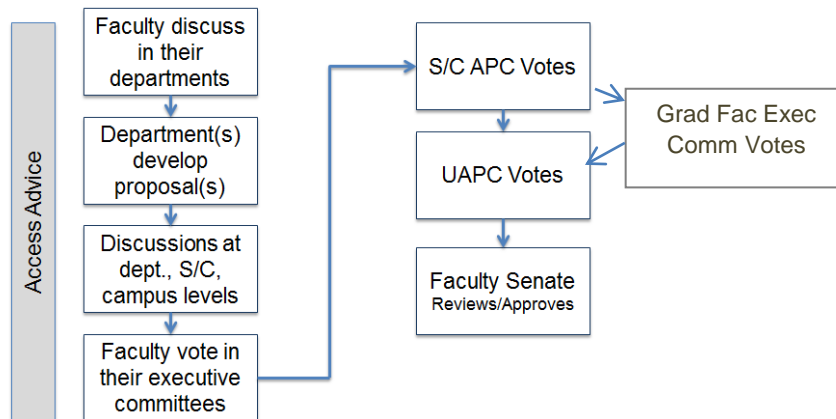 Access Advice
Faculty discuss
in their
departments
Department(s)
develop
proposal(s)
Discussions at
dept., S/C,
campus levels
Faculty vote in
their executive
committees
S/C APC Votes
Grad Fac Exec
Comm Votes
UAPC Votes
Faculty Senate
Reviews/Approves